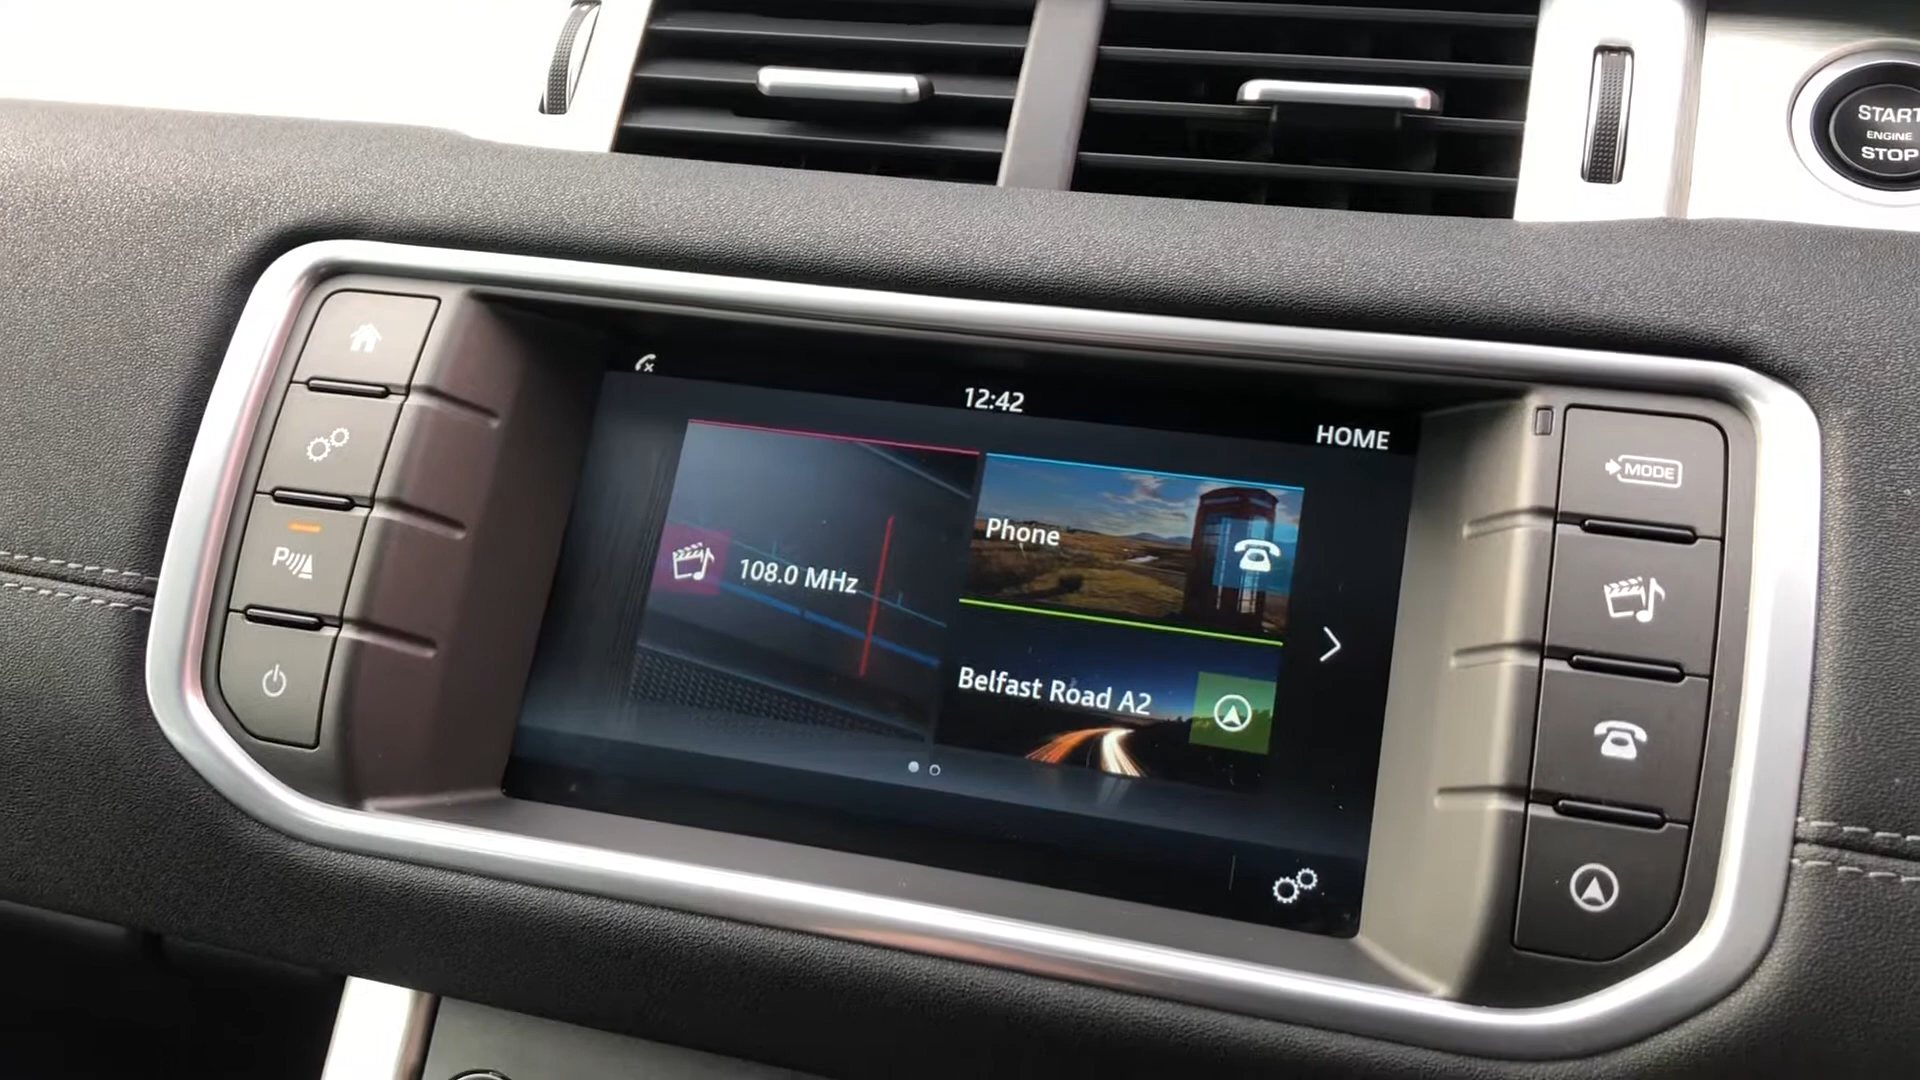 START
ENGINE
STOP
12:42
HOME
MODE
Phone
108.0 MHz
P
Belfast Road A2